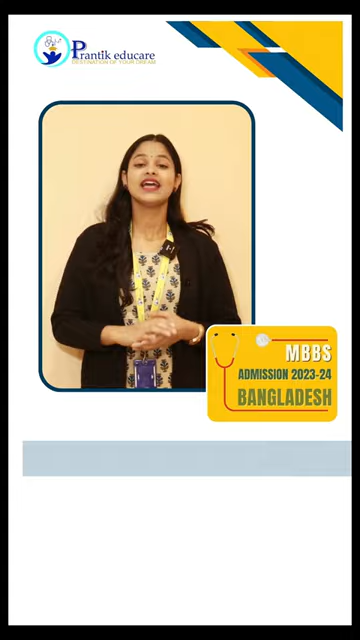 Prantik educare
DESTINATION OF YOUR DREAM
MBBS
ADMISSION 2023-24
BANGLADESH